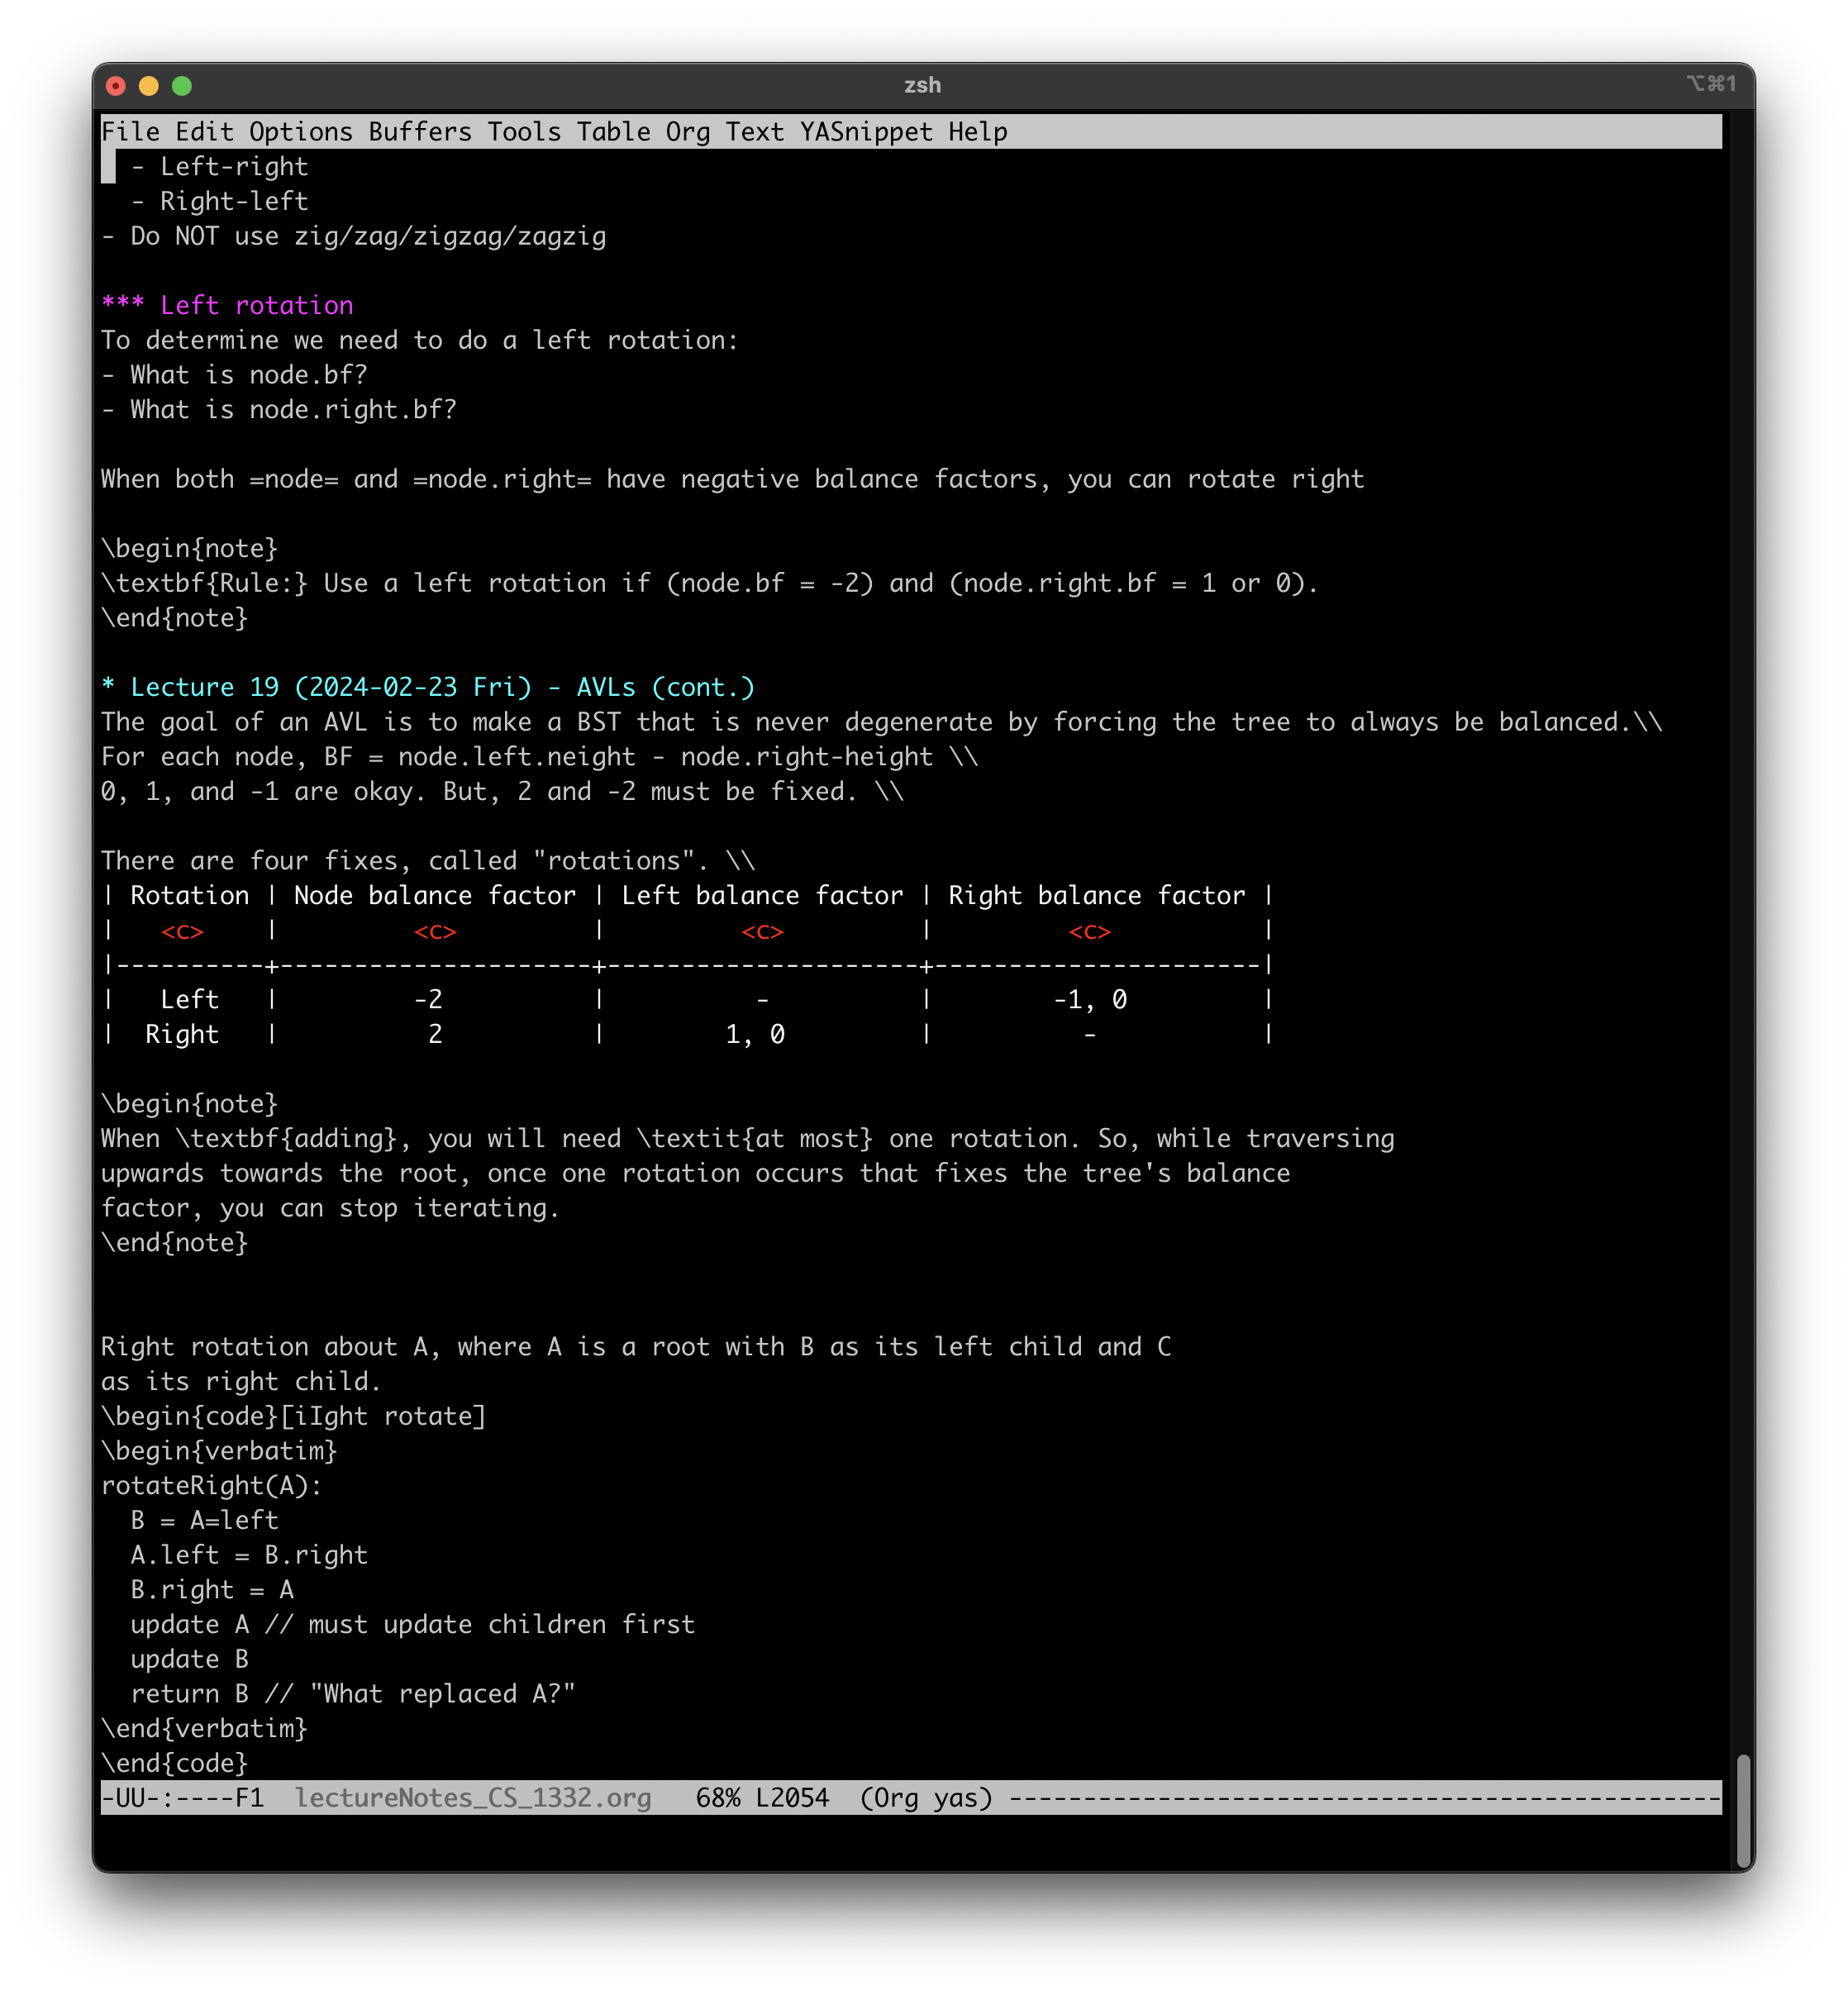 zsh
⌥⌘1
File Edit Options Buffers Tools Table Org Text YASnippet Help
  - Left-right
  - Right-left
- Do NOT use zig/zag/zigzag/zagzig

*** Left rotation
To determine we need to do a left rotation:
- What is node.bf?
- What is node.right.bf?

When both =node= and =node.right= have negative balance factors, you can rotate right

\begin{note}
\textbf{Rule:} Use a left rotation if (node.bf = -2) and (node.right.bf = 1 or 0).
\end{note}

* Lecture 19 (2024-02-23 Fri) - AVLs (cont.)
The goal of an AVL is to make a BST that is never degenerate by forcing the tree to always be balanced.\\
For each node, BF = node.left.neight - node.right-height \\
0, 1, and -1 are okay. But, 2 and -2 must be fixed. \\

There are four fixes, called "rotations". \\
| Rotation | Node balance factor | Left balance factor | Right balance factor |
|   <c>    |         <c>         |         <c>         |         <c>          |
|----------+---------------------+---------------------+----------------------|
|   Left   |         -2          |          -          |        -1, 0         |
|  Right   |          2          |        1, 0         |          -           |

\begin{note}
When \textbf{adding}, you will need \textit{at most} one rotation. So, while traversing
upwards towards the root, once one rotation occurs that fixes the tree's balance
factor, you can stop iterating.
\end{note}


Right rotation about A, where A is a root with B as its left child and C
as its right child.
\begin{code}[iIght rotate]
\begin{verbatim}
rotateRight(A):
  B = A=left
  A.left = B.right
  B.right = A
  update A // must update children first
  update B
  return B // "What replaced A?"
\end{verbatim}
\end{code}
-UU-:----F1  lectureNotes_CS_1332.org   68% L2054  (Org yas) ------------------------------------------------